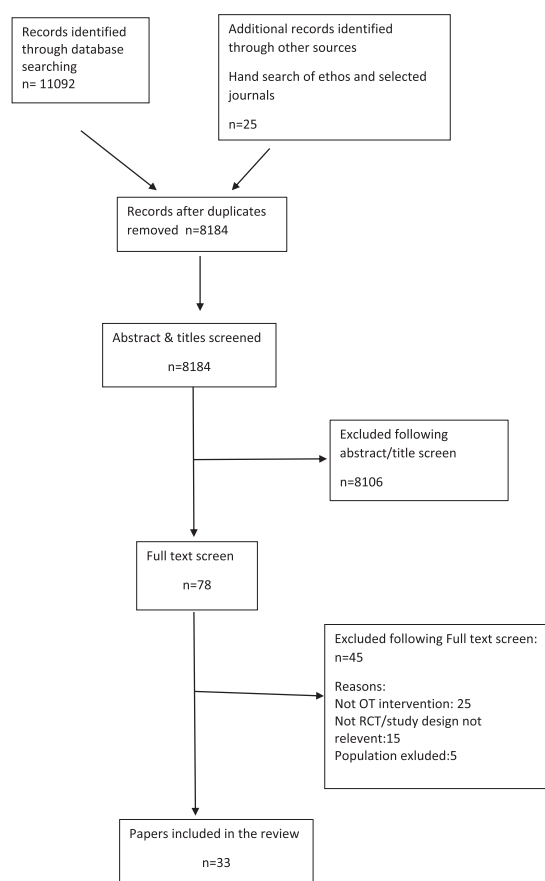 Records identified
through database
searching
n= 11092
Additional records identified
through other sources
Hand search of ethos and selected
journals
n=25
Records after duplicates
removed  n=8184
Abstract & titles screened
n=8184
Excluded following
abstract/title screen
n=8106
Full text screen
n=78
Excluded following Full text screen:
n=45
Reasons:
Not OT intervention: 25
Not RCT/study design not
relevent:15
Population exluded:5
Papers included in the review
n=33